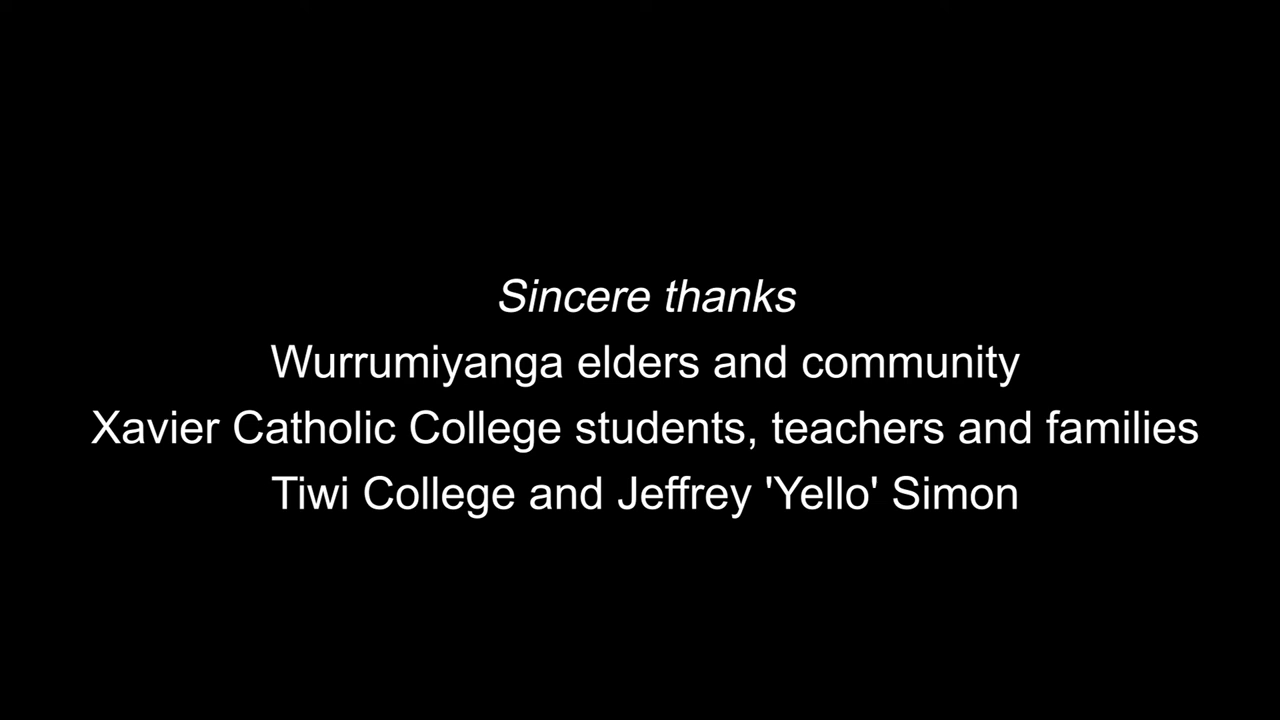 Sincere thanks
Wurrumiyanga elders and community
Xavier Catholic College students, teachers and families
Tiwi College and Jeffrey 'Yello' Simon